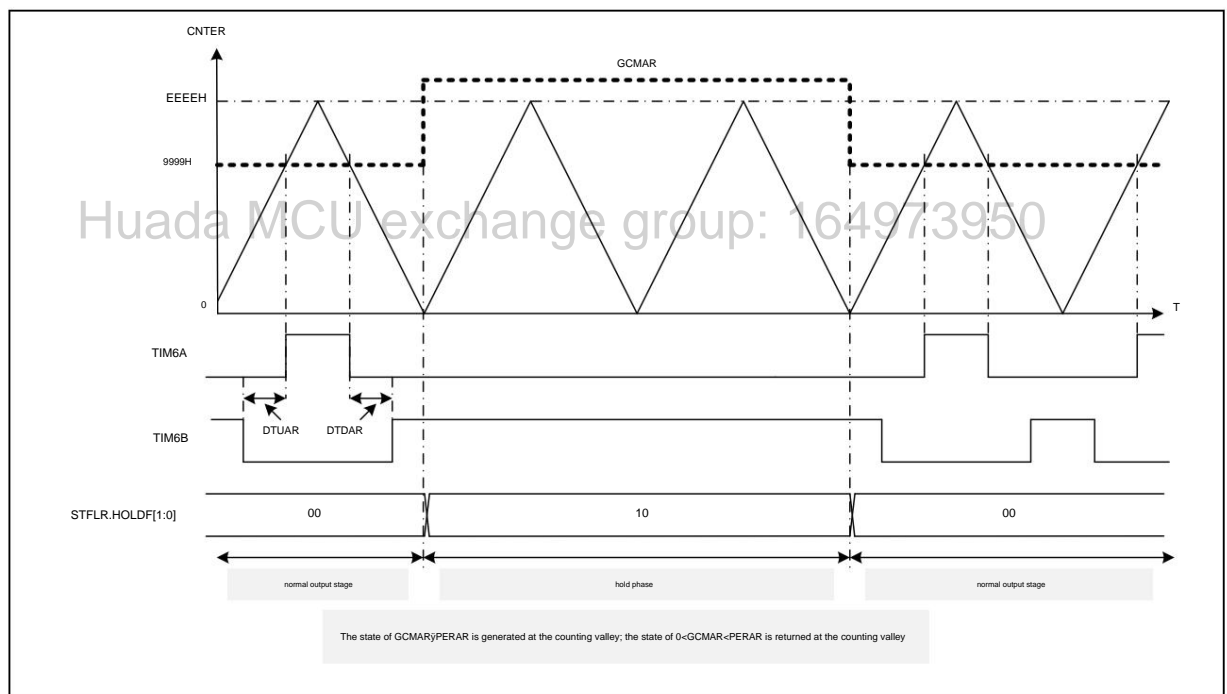 CNTER
GCMAR
EEEEH
9999H
Huada MCU exchange group: 164973950
0
T
TIM6A
DTUAR
DTDAR
TIM6B
STFLR.HOLDF[1:0]
00
10
00
normal output stage
hold phase
normal output stage
The state of GCMARÿPERAR is generated at the counting valley; the state of 0<GCMAR<PERAR is returned at the counting valley